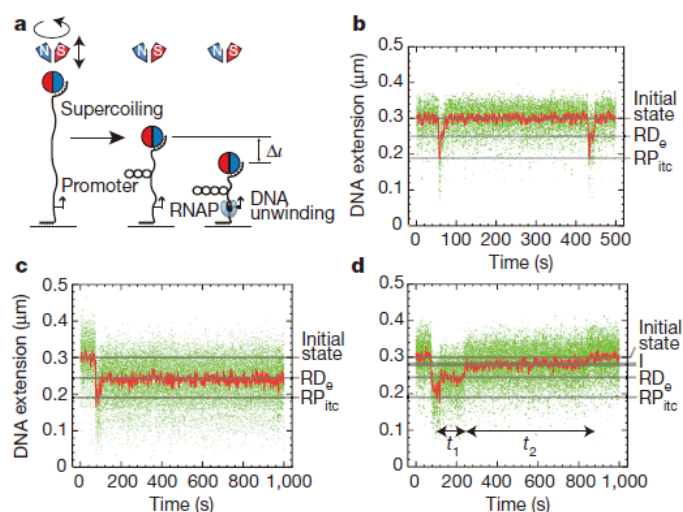 a
N S N S N S
Supercoiling
Δι
Promoter
RNAP
DNA
unwinding
b
DNA extension (μm)
0.5
0.4
0.3
0.2
0.1
0
Initial
state
RDe
RPitc
0 100 200 300 400 500
Time (s)
c
DNA extension (μm)
0.5
0.4
0.3
0.2
0.1
0
Initial
state
RDe
RPitc
0 200 400 600 800 1,000
Time (s)
d
0.5
0.4
0.3
0.2
0.1
0
Initial
state
I
RDe
RPitc
t1 t2
0 200 400 600 800 1,000
Time (s)